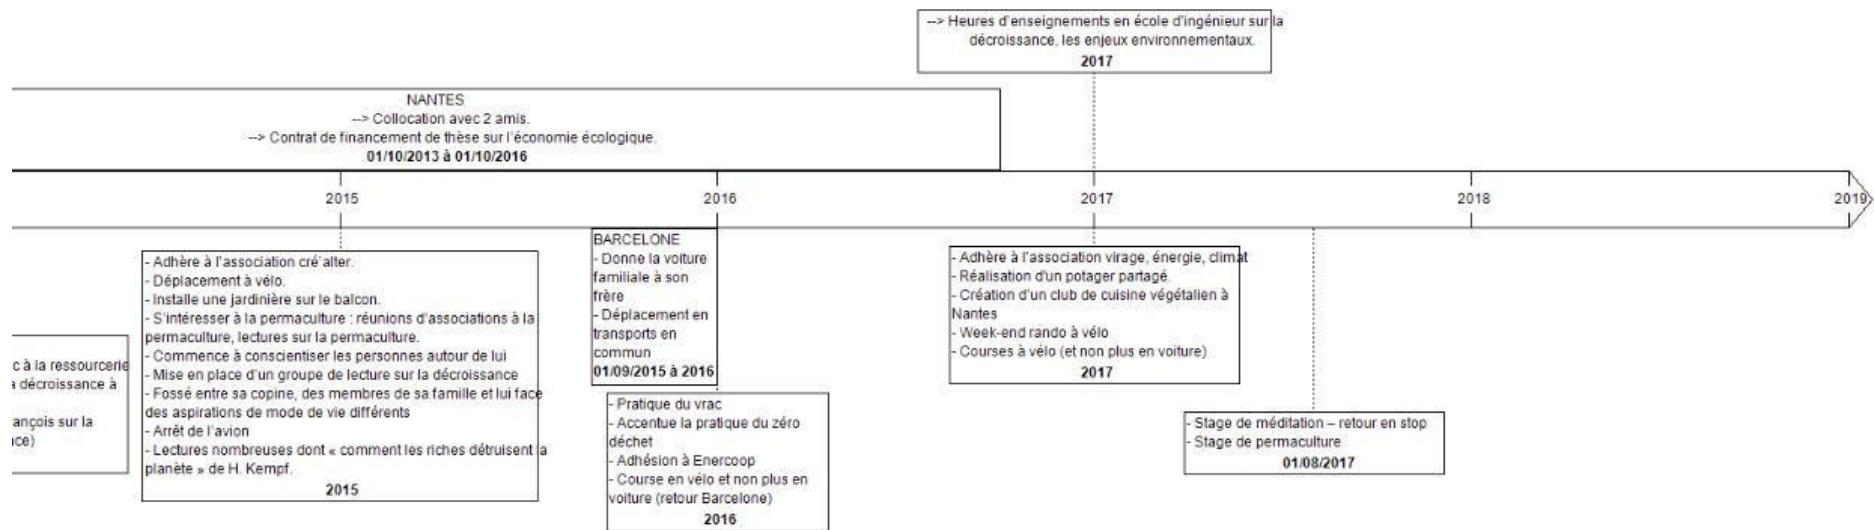 --> Heures d'enseignements en école d'ingénieur sur la
décroissance, les enjeux environnementaux.
2017
NANTES
--> Collocation avec 2 amis.
--> Contrat de financement de thèse sur l'économie écologique.
01/10/2013 à 01/10/2016
2015
2016
2017
2018
2019
c à la ressourcerie
a décroissance à
ançois sur la
ce)
- Adhère à l'association cré'alter.
- Déplacement à vélo.
- Installe une jardinière sur le balcon.
- S'intéresser à la permaculture : réunions d'associations à la
permaculture, lectures sur la permaculture.
- Commence à conscientiser les personnes autour de lui
- Mise en place d'un groupe de lecture sur la décroissance
- Fossé entre sa copine, des membres de sa famille et lui face
des aspirations de mode de vie différents
- Arrêt de l'avion
- Lectures nombreuses dont « comment les riches détruisent la
planète » de H. Kempf.
2015
BARCELONE
- Donne la voiture
familiale à son
frère
- Déplacement en
transports en
commun
01/09/2015 à 2016
- Pratique du vrac
- Accentue la pratique du zéro
déchet
- Adhésion à Enercoop
- Course en vélo et non plus en
voiture (retour Barcelone)
2016
- Adhère à l'association virage, énergie, climat
- Réalisation d'un potager partagé.
- Création d'un club de cuisine végétalien à
Nantes
- Week-end rando à vélo
- Courses à vélo (et non plus en voiture)
2017
- Stage de méditation – retour en stop
- Stage de permaculture
01/08/2017